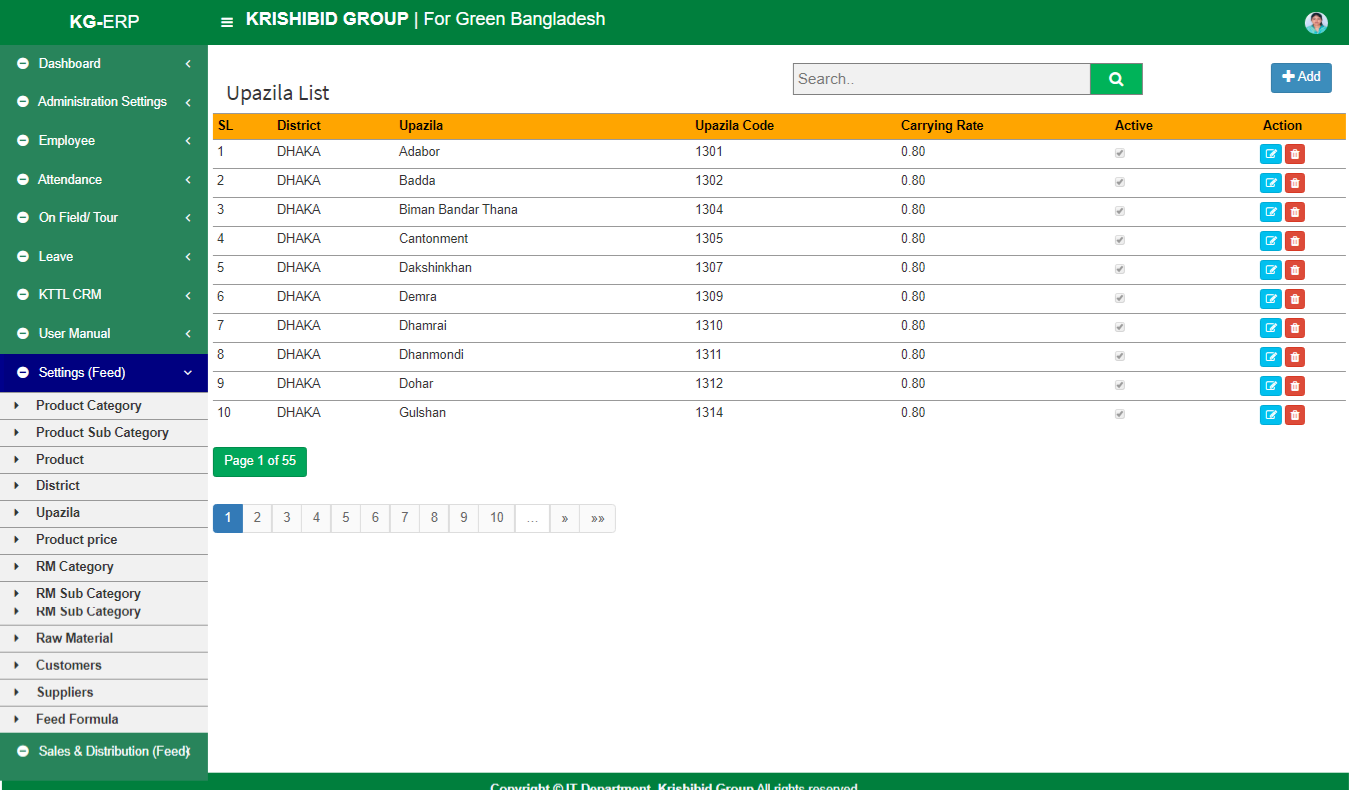 KG-ERP
KRISHIBID GROUP | For Green Bangladesh
Dashboard
Administration Settings
Employee
Attendance
On Field/ Tour
Leave
KTTL CRM
User Manual
Settings (Feed)
Product Category
Product Sub Category
Product
District
Upazila
Product price
RM Category
RM Sub Category
RM Sub Category
Raw Material
Customers
Suppliers
Feed Formula
Sales & Distribution (Feed)
Upazila List
Search..
Add
SL District Upazila Upazila Code Carrying Rate Active Action
1 DHAKA Adabor 1301 0.80
2 DHAKA Badda 1302 0.80
3 DHAKA Biman Bandar Thana 1304 0.80
4 DHAKA Cantonment 1305 0.80
5 DHAKA Dakshinkhan 1307 0.80
6 DHAKA Demra 1309 0.80
7 DHAKA Dhamrai 1310 0.80
8 DHAKA Dhanmondi 1311 0.80
9 DHAKA Dohar 1312 0.80
10 DHAKA Gulshan 1314 0.80
Page 1 of 55
1 2 3 4 5 6 7 8 9 10 ... » »»
Copyright © IT Department, Krishibid Group All rights reserved